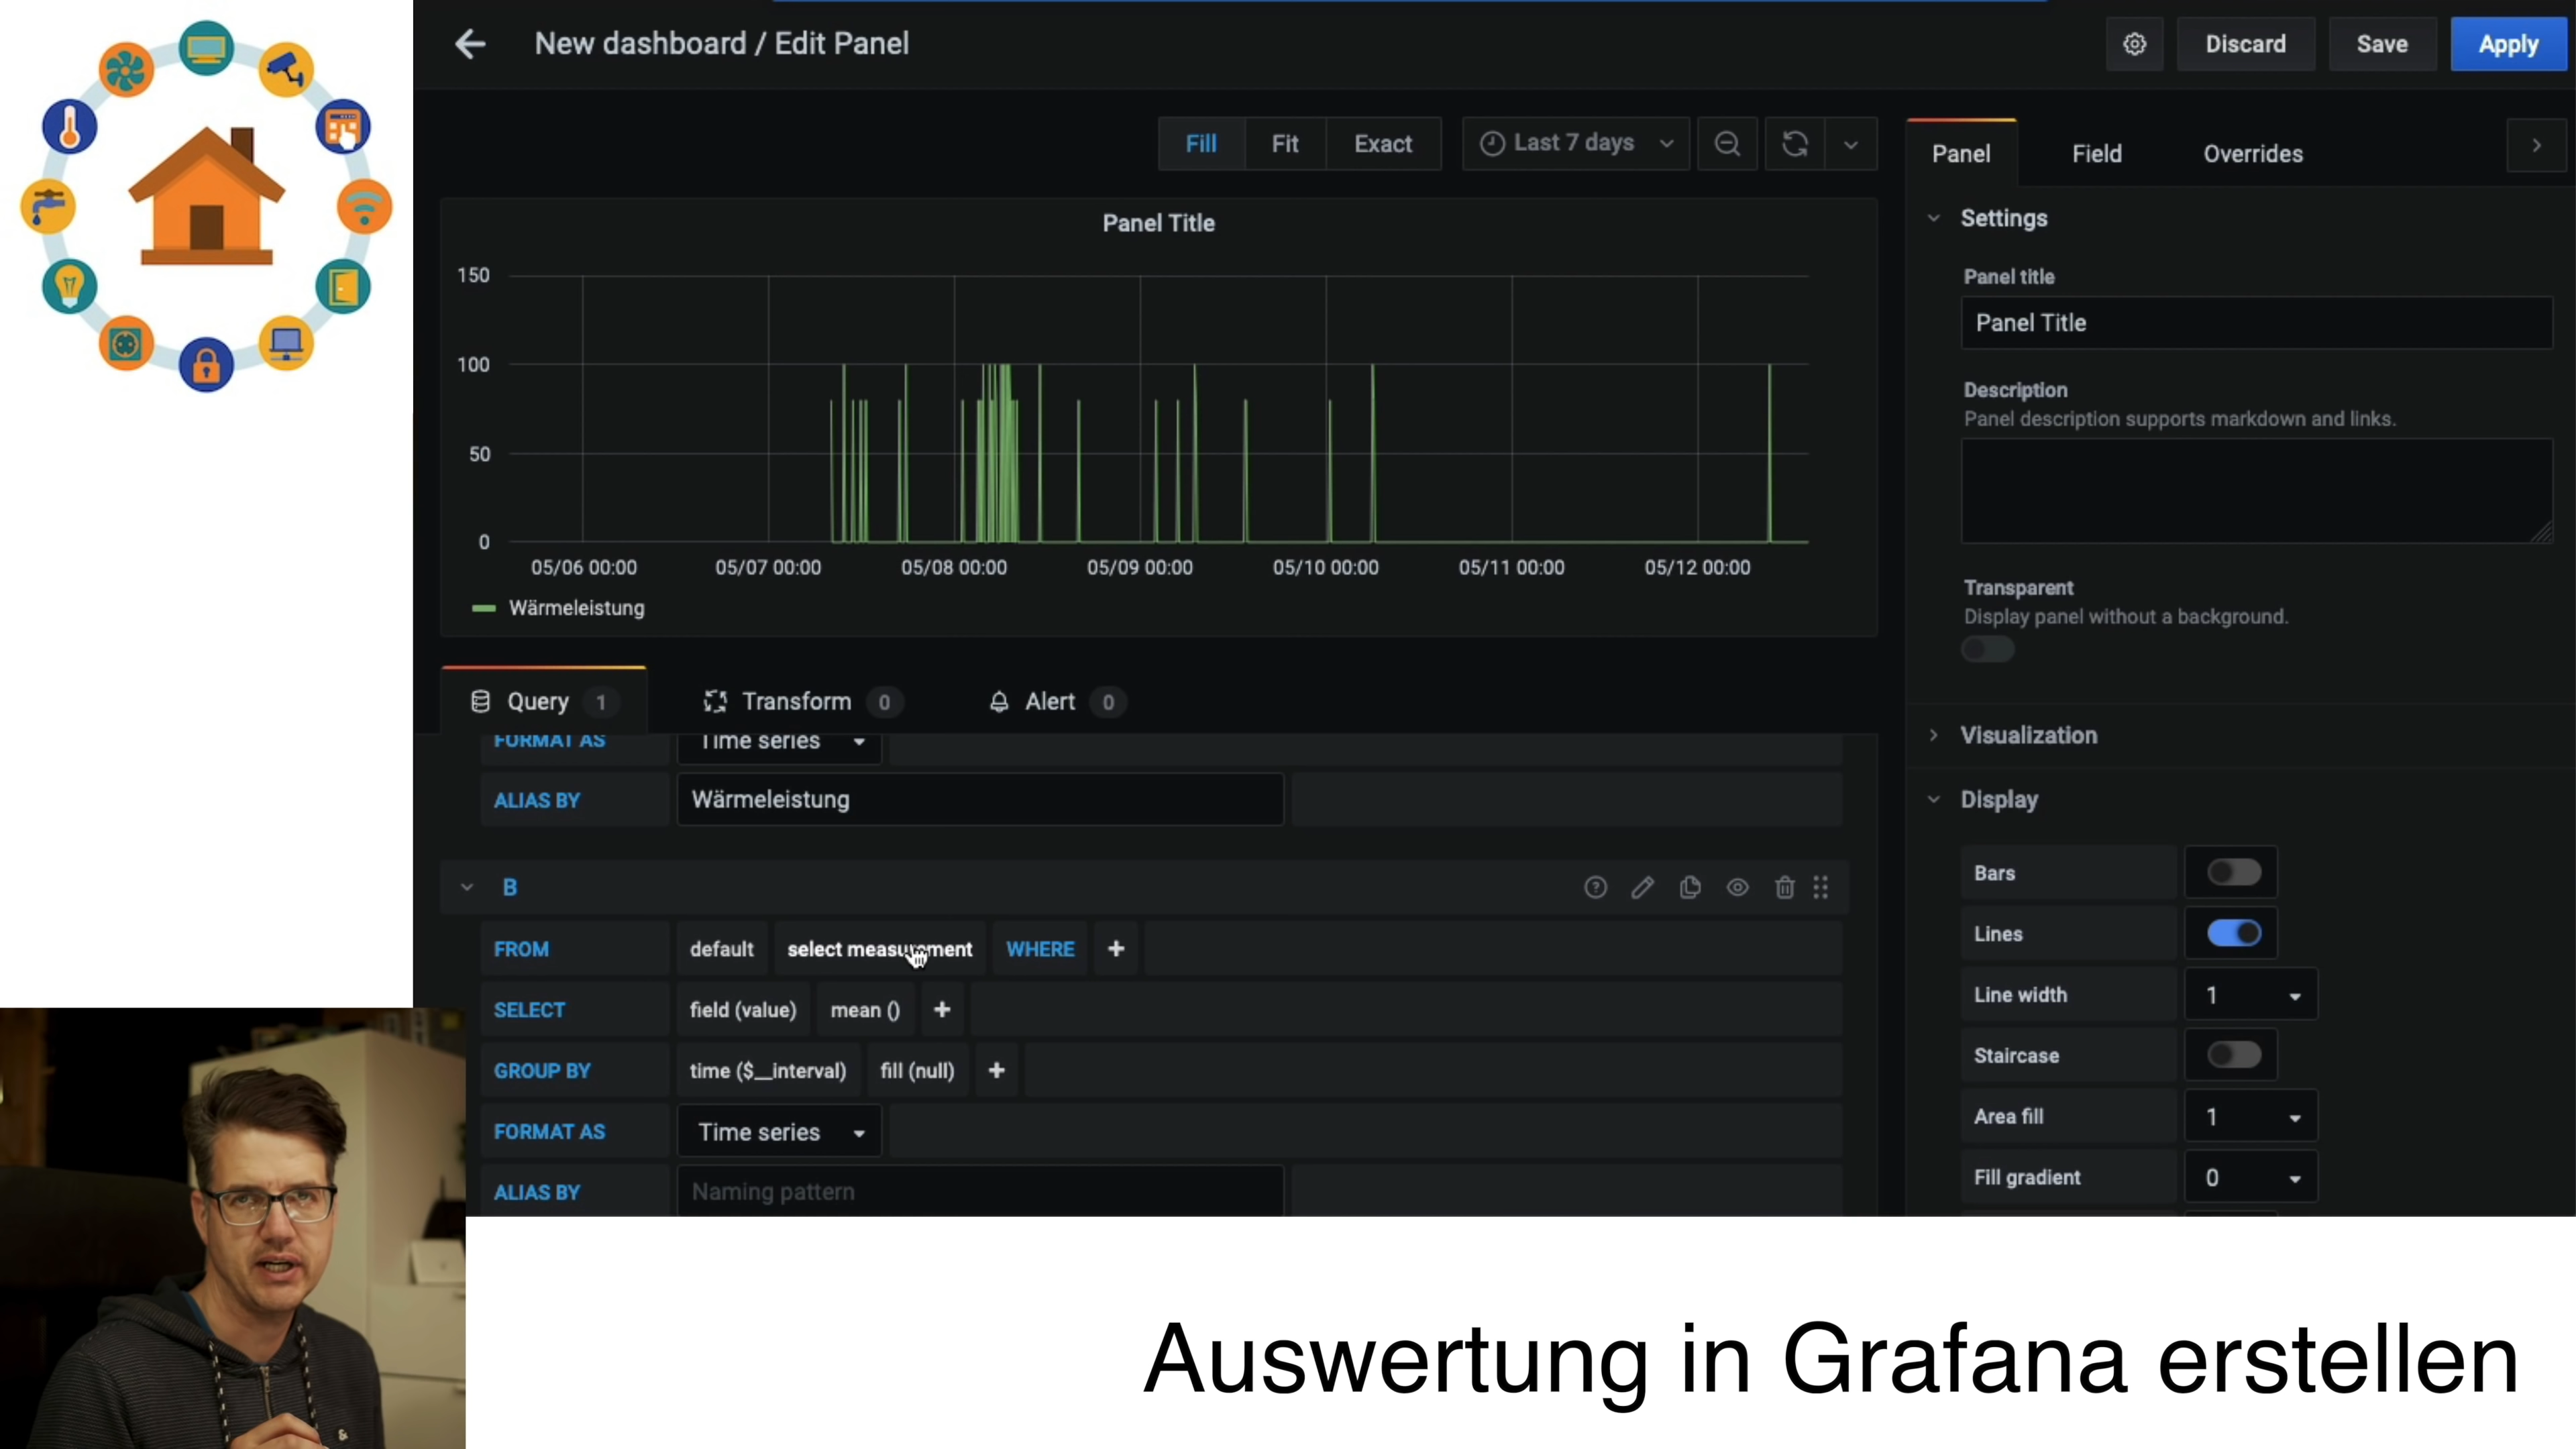 New dashboard / Edit Panel
Discard
Save
Apply
Fill
Fit
Exact
Last 7 days
Panel
Field
Overrides
Panel Title
150
100
50
0
05/06 00:00
05/07 00:00
05/08 00:00
05/09 00:00
05/10 00:00
05/11 00:00
05/12 00:00
Wärmeleistung
Settings
Panel title
Panel Title
Description
Panel description supports markdown and links.
Transparent
Display panel without a background.
Visualization
Display
Bars
Lines
Line width
1
Staircase
Area fill
1
Fill gradient
0
Query 1
Transform 0
Alert 0
FORMAT AS
Time series
ALIAS BY
Wärmeleistung
B
FROM
default
select measurement
WHERE
+
SELECT
field (value)
mean ()
+
GROUP BY
time ($__interval)
fill (null)
+
FORMAT AS
Time series
ALIAS BY
Naming pattern
Auswertung in Grafana erstellen